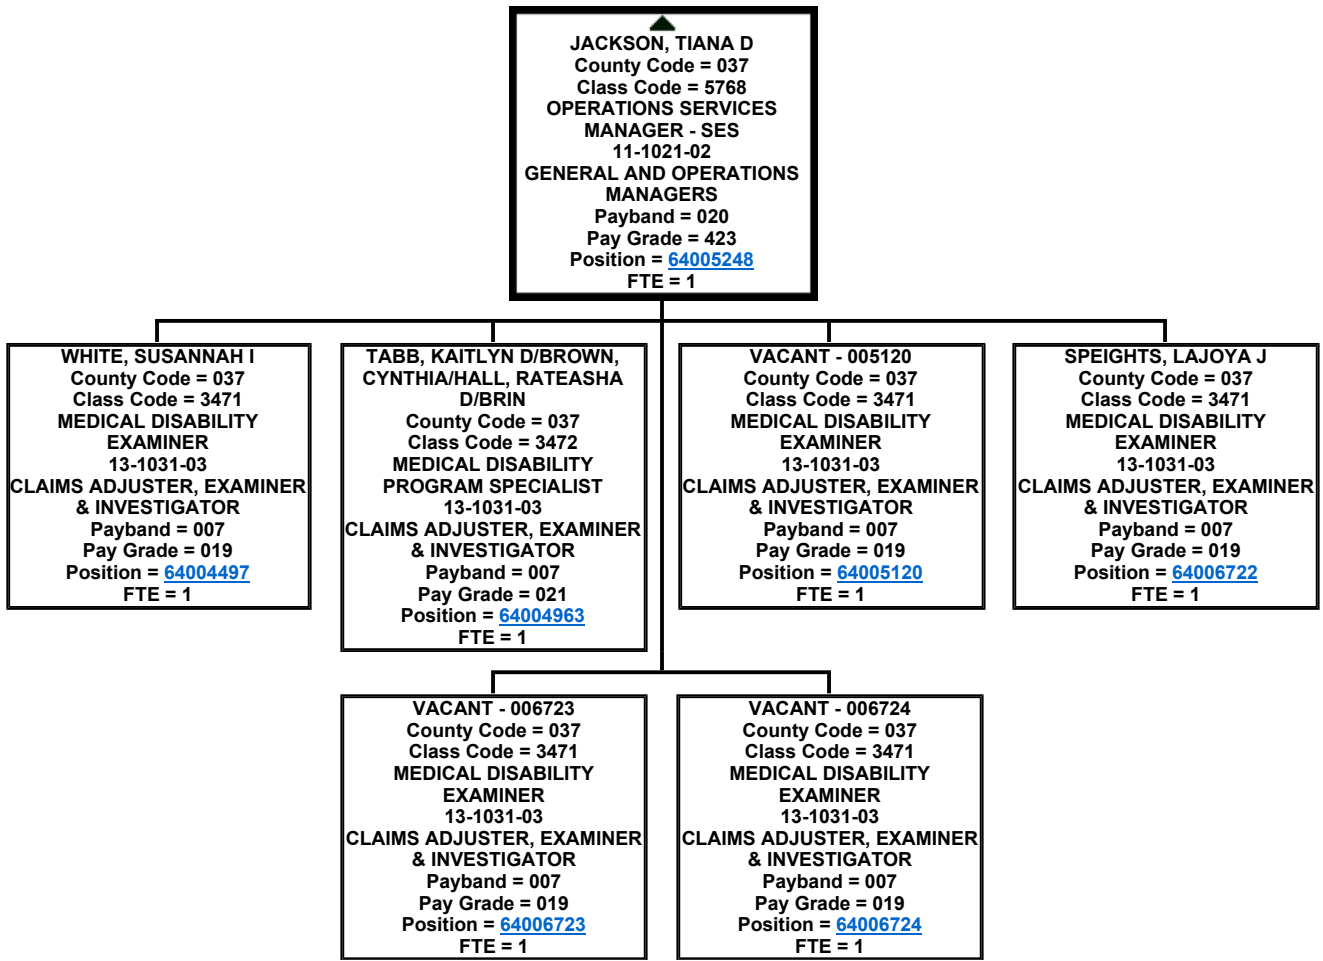 JACKSON, TIANA D
County Code = 037
Class Code = 5768
OPERATIONS SERVICES
MANAGER - SES
11-1021-02
GENERAL AND OPERATIONS
MANAGERS
Payband = 020
Pay Grade = 423
Position = 64005248
FTE = 1
WHITE, SUSANNAH I
County Code = 037
Class Code = 3471
MEDICAL DISABILITY
EXAMINER
13-1031-03
CLAIMS ADJUSTER, EXAMINER
& INVESTIGATOR
Payband = 007
Pay Grade = 019
Position = 64004497
FTE = 1
TABB, KAITLYN D/BROWN,
CYNTHIA/HALL, RATEASHA
D/BRIN
County Code = 037
Class Code = 3472
MEDICAL DISABILITY
PROGRAM SPECIALIST
13-1031-03
CLAIMS ADJUSTER, EXAMINER
& INVESTIGATOR
Payband = 007
Pay Grade = 021
Position = 64004963
FTE = 1
VACANT - 005120
County Code = 037
Class Code = 3471
MEDICAL DISABILITY
EXAMINER
13-1031-03
CLAIMS ADJUSTER, EXAMINER
& INVESTIGATOR
Payband = 007
Pay Grade = 019
Position = 64005120
FTE = 1
SPEIGHTS, LAJOYA J
County Code = 037
Class Code = 3471
MEDICAL DISABILITY
EXAMINER
13-1031-03
CLAIMS ADJUSTER, EXAMINER
& INVESTIGATOR
Payband = 007
Pay Grade = 019
Position = 64006722
FTE = 1
VACANT - 006723
County Code = 037
Class Code = 3471
MEDICAL DISABILITY
EXAMINER
13-1031-03
CLAIMS ADJUSTER, EXAMINER
& INVESTIGATOR
Payband = 007
Pay Grade = 019
Position = 64006723
FTE = 1
VACANT - 006724
County Code = 037
Class Code = 3471
MEDICAL DISABILITY
EXAMINER
13-1031-03
CLAIMS ADJUSTER, EXAMINER
& INVESTIGATOR
Payband = 007
Pay Grade = 019
Position = 64006724
FTE = 1